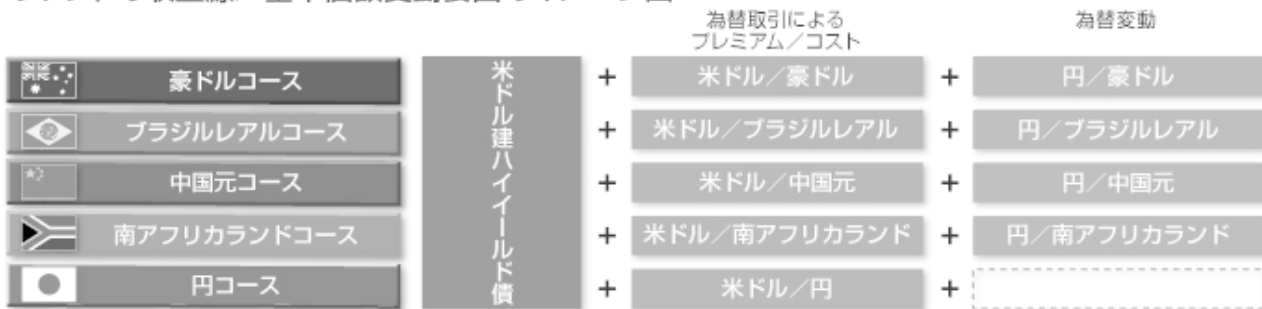 為替取引による
プレミアム／コスト
為替変動
豪ドルコース
米ドル建ハイイールド債
+ 米ドル／豪ドル + 円／豪ドル
ブラジルレアルコース
+ 米ドル／ブラジルレアル + 円／ブラジルレアル
中国元コース
+ 米ドル／中国元 + 円／中国元
南アフリカランドコース
+ 米ドル／南アフリカランド + 円／南アフリカランド
円コース
+ 米ドル／円 +